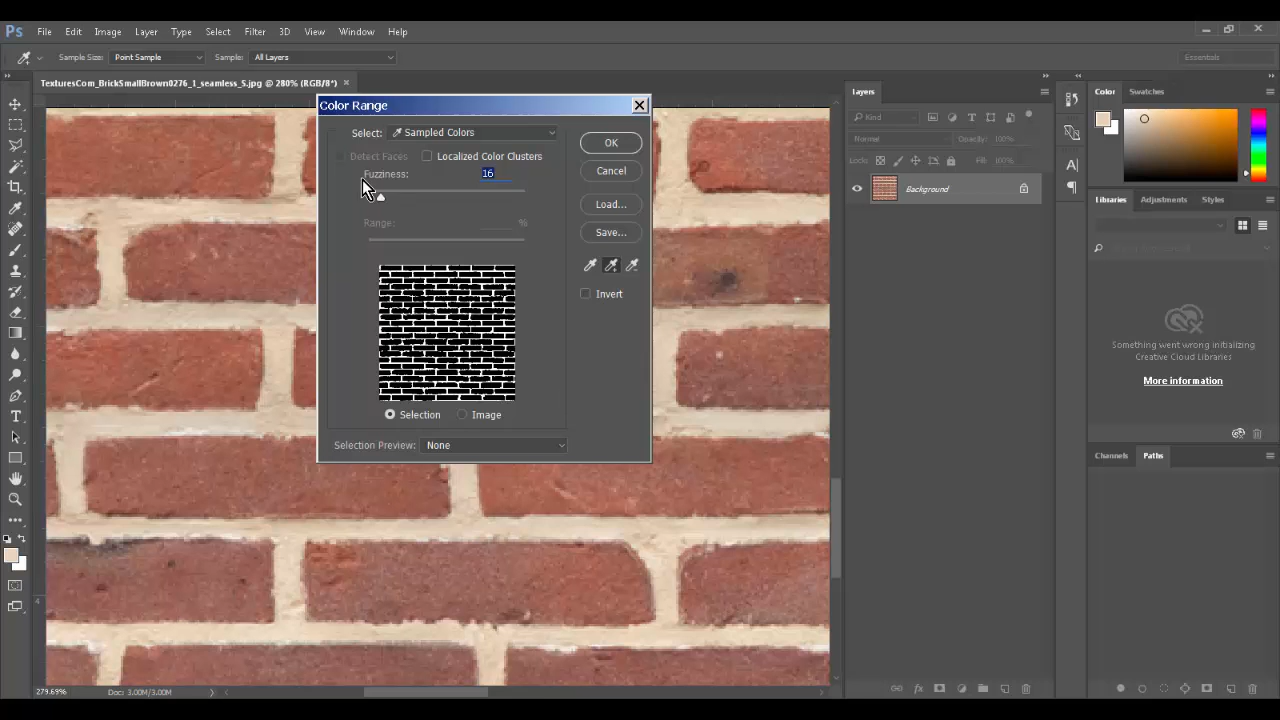 Ps File Edit Image Layer Type Select Filter 3D View Window Help
Sample Size: Point Sample Sample: All Layers Essentials
TexturesCom_BrickSmallBrown0276_1_seamless_S.jpg @ 280% (RGB/8*) ×
Color Range
Select: Sampled Colors
Detect Faces Localized Color Clusters
Fuzziness: 16
Range: %
Selection Image
Selection Preview: None
OK
Cancel
Load...
Save...
Invert
Layers
Kind
Normal Opacity: 100%
Locks: Fill: 100%
Background
Color Swatches
Libraries Adjustments Styles
Something went wrong initializing
Creative Cloud Libraries
More information
Channels Paths
A
T
4
279.69% Doc: 3.00M/3.00M